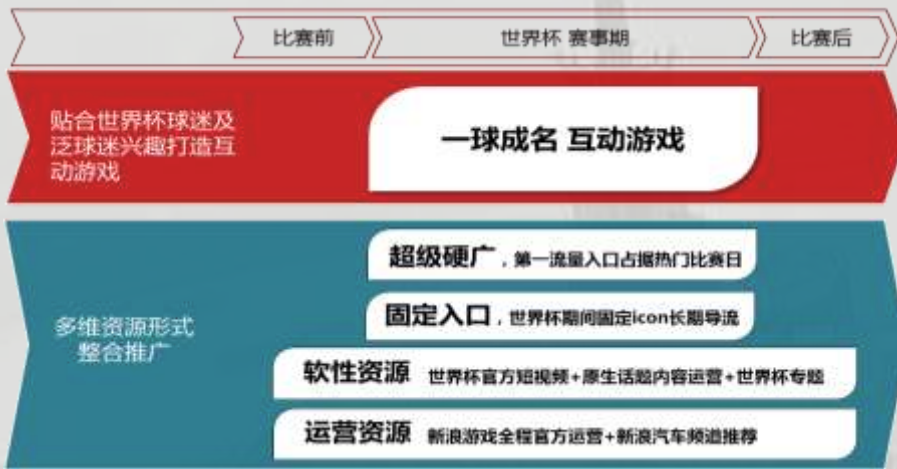 比赛前
世界杯 赛事期
比赛后
贴合世界杯球迷及
泛球迷兴趣打造互
动游戏
一球成名 互动游戏
多维资源形式
整合推广
超级硬广，第一流量入口占据热门比赛日
固定入口，世界杯期间固定icon长期导流
软性资源 世界杯官方短视频+原生话题内容运营+世界杯专题
运营资源 新浪游戏全程官方运营+新浪汽车频道推荐